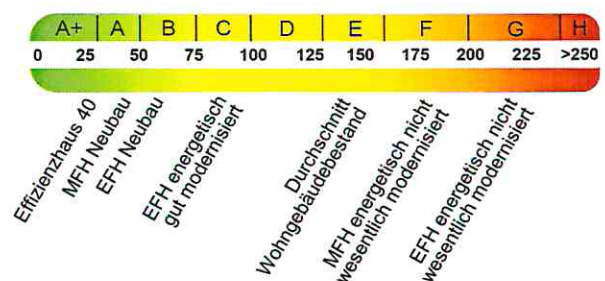 A+ A B C D E F G H
0 25 50 75 100 125 150 175 200 225 >250
Effizienzhaus 40
MFH Neubau
EFH Neubau
EFH energetisch
gut modernisiert
Durchschnitt
Wohngebäudebestand
MFH energetisch nicht
wesentlich modernisiert
EFH energetisch nicht
wesentlich modernisiert